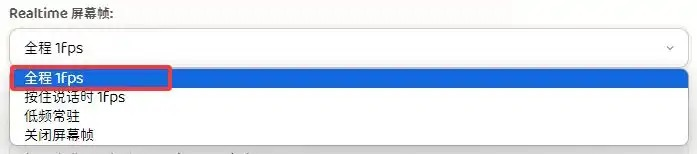 Realtime 屏幕帧:
全程 1fps
全程 1fps
按住说话时 1fps
低频常驻
关闭屏幕帧